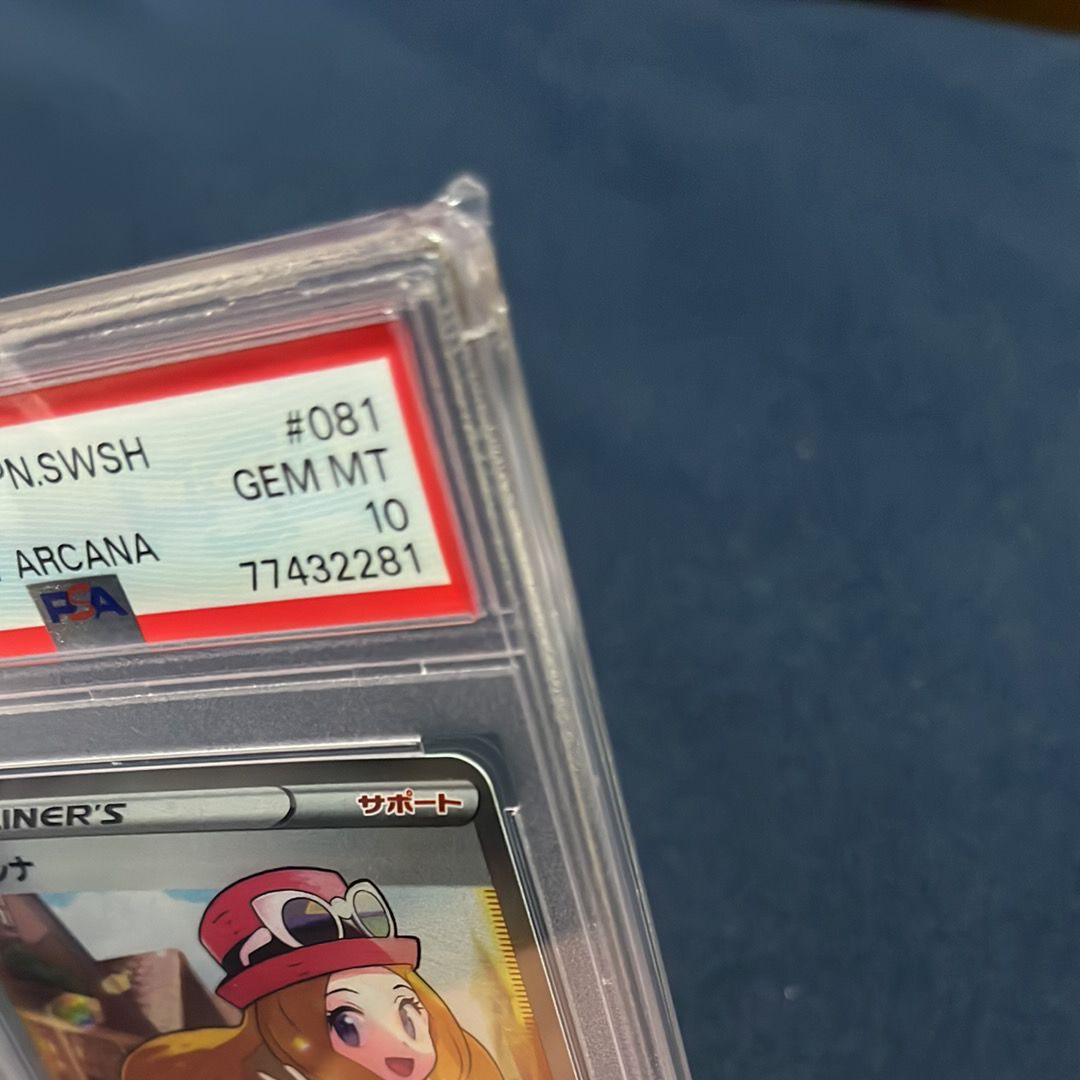 PN.SWSH
#081
GEM MT
10
ARCANA
77432281
PSA
INER'S
サポート
ナ